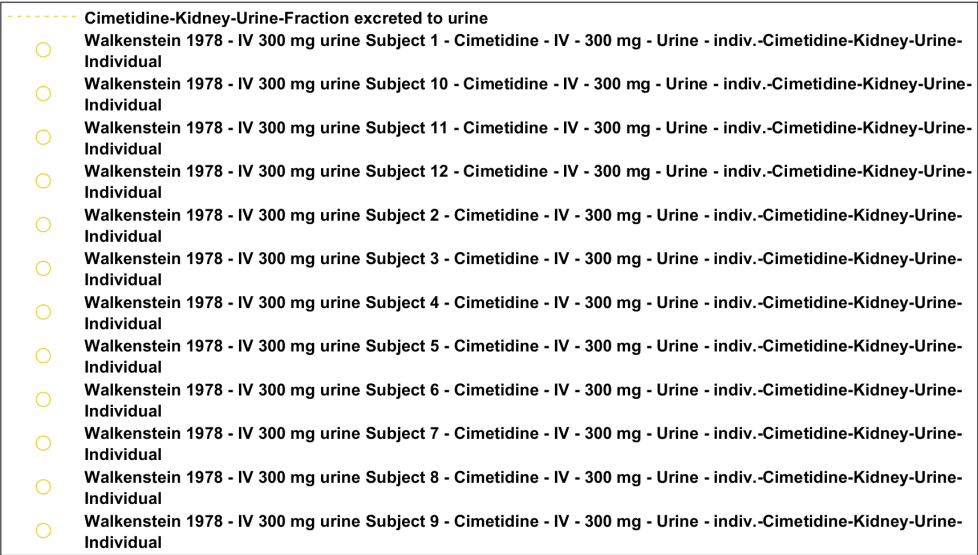 Cimetidine-Kidney-Urine-Fraction excreted to urine
Walkenstein 1978 - IV 300 mg urine Subject 1 - Cimetidine - IV - 300 mg - Urine - indiv.-Cimetidine-Kidney-Urine-
Individual
Walkenstein 1978 - IV 300 mg urine Subject 10 - Cimetidine - IV - 300 mg - Urine - indiv.-Cimetidine-Kidney-Urine-
Individual
Walkenstein 1978 - IV 300 mg urine Subject 11 - Cimetidine - IV - 300 mg - Urine - indiv.-Cimetidine-Kidney-Urine-
Individual
Walkenstein 1978 - IV 300 mg urine Subject 12 - Cimetidine - IV - 300 mg - Urine - indiv.-Cimetidine-Kidney-Urine-
Individual
Walkenstein 1978 - IV 300 mg urine Subject 2 - Cimetidine - IV - 300 mg - Urine - indiv.-Cimetidine-Kidney-Urine-
Individual
Walkenstein 1978 - IV 300 mg urine Subject 3 - Cimetidine - IV - 300 mg - Urine - indiv.-Cimetidine-Kidney-Urine-
Individual
Walkenstein 1978 - IV 300 mg urine Subject 4 - Cimetidine - IV - 300 mg - Urine - indiv.-Cimetidine-Kidney-Urine-
Individual
Walkenstein 1978 - IV 300 mg urine Subject 5 - Cimetidine - IV - 300 mg - Urine - indiv.-Cimetidine-Kidney-Urine-
Individual
Walkenstein 1978 - IV 300 mg urine Subject 6 - Cimetidine - IV - 300 mg - Urine - indiv.-Cimetidine-Kidney-Urine-
Individual
Walkenstein 1978 - IV 300 mg urine Subject 7 - Cimetidine - IV - 300 mg - Urine - indiv.-Cimetidine-Kidney-Urine-
Individual
Walkenstein 1978 - IV 300 mg urine Subject 8 - Cimetidine - IV - 300 mg - Urine - indiv.-Cimetidine-Kidney-Urine-
Individual
Walkenstein 1978 - IV 300 mg urine Subject 9 - Cimetidine - IV - 300 mg - Urine - indiv.-Cimetidine-Kidney-Urine-
Individual